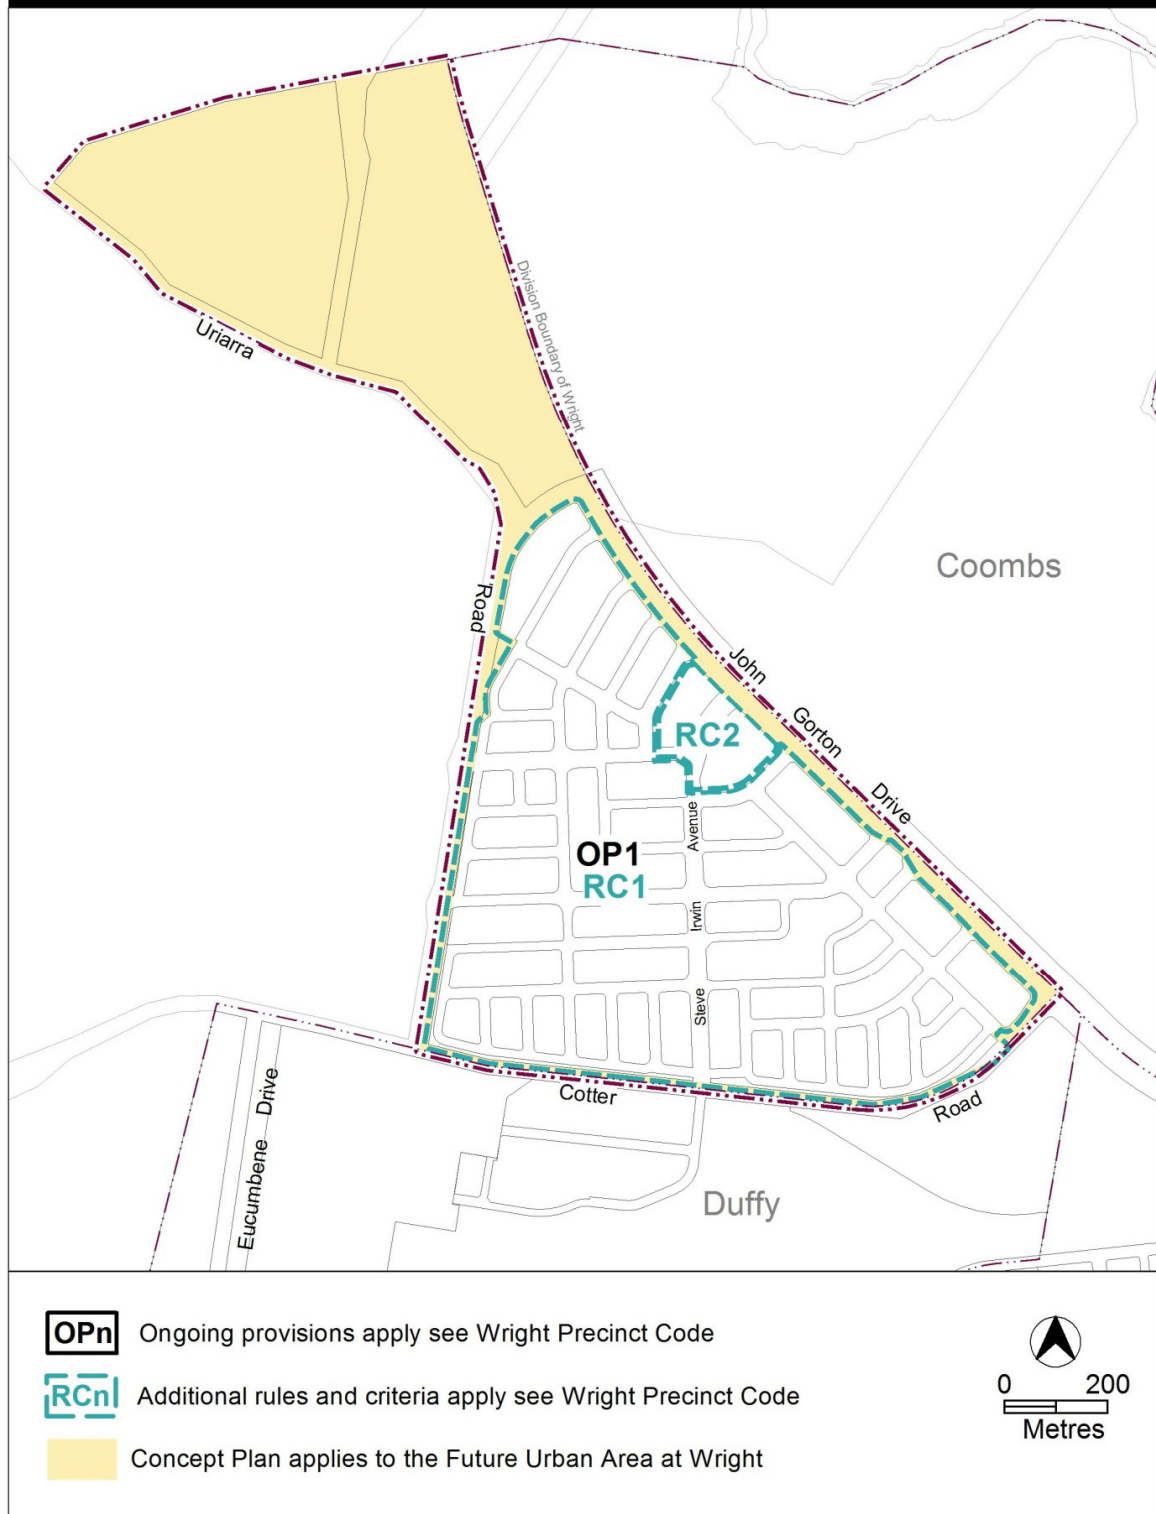 Division Boundary of Wright
Uriarra
Road
Coombs
John
Gorton
Drive
RC2
Avenue
OP1
RC1
Irwin
Steve
Cotter
Road
Eucumbene Drive
Duffy
OPn Ongoing provisions apply see Wright Precinct Code
RCn Additional rules and criteria apply see Wright Precinct Code
Concept Plan applies to the Future Urban Area at Wright
0 200
Metres